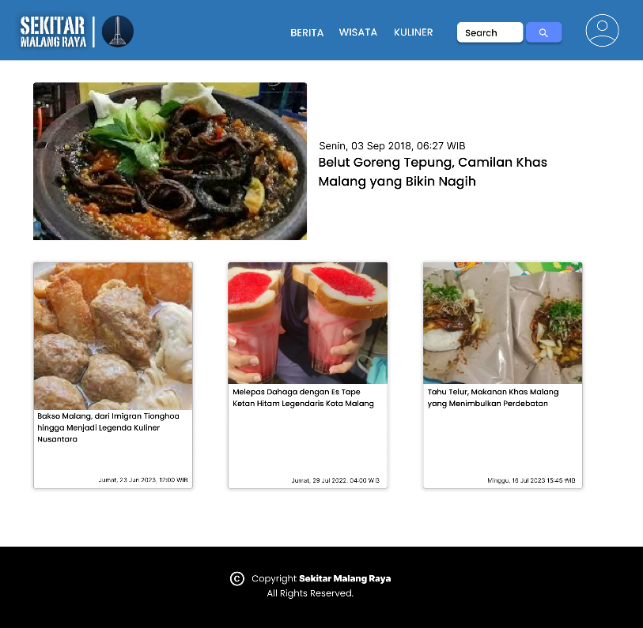 SEKITAR
MALANG RAYA
BERITA WISATA KULINER Search
Senin, 03 Sep 2018, 06:27 WIB
Belut Goreng Tepung, Camilan Khas
Malang yang Bikin Nagih
Bakso Malang, dari Imigran Tionghoa
hingga Menjadi Legenda Kuliner
Nusantara
Jumat, 23 Jun 2023, 12:00 WIB
Melepas Dahaga dengan Es Tape
Ketan Hitam Legendaris Kota Malang
Jumat, 29 Jul 2022, 04:00 WIB
Tahu Telur, Makanan Khas Malang
yang Menimbulkan Perdebatan
Minggu, 16 Jul 2023 15:45 WIB
© Copyright Sekitar Malang Raya
All Rights Reserved.